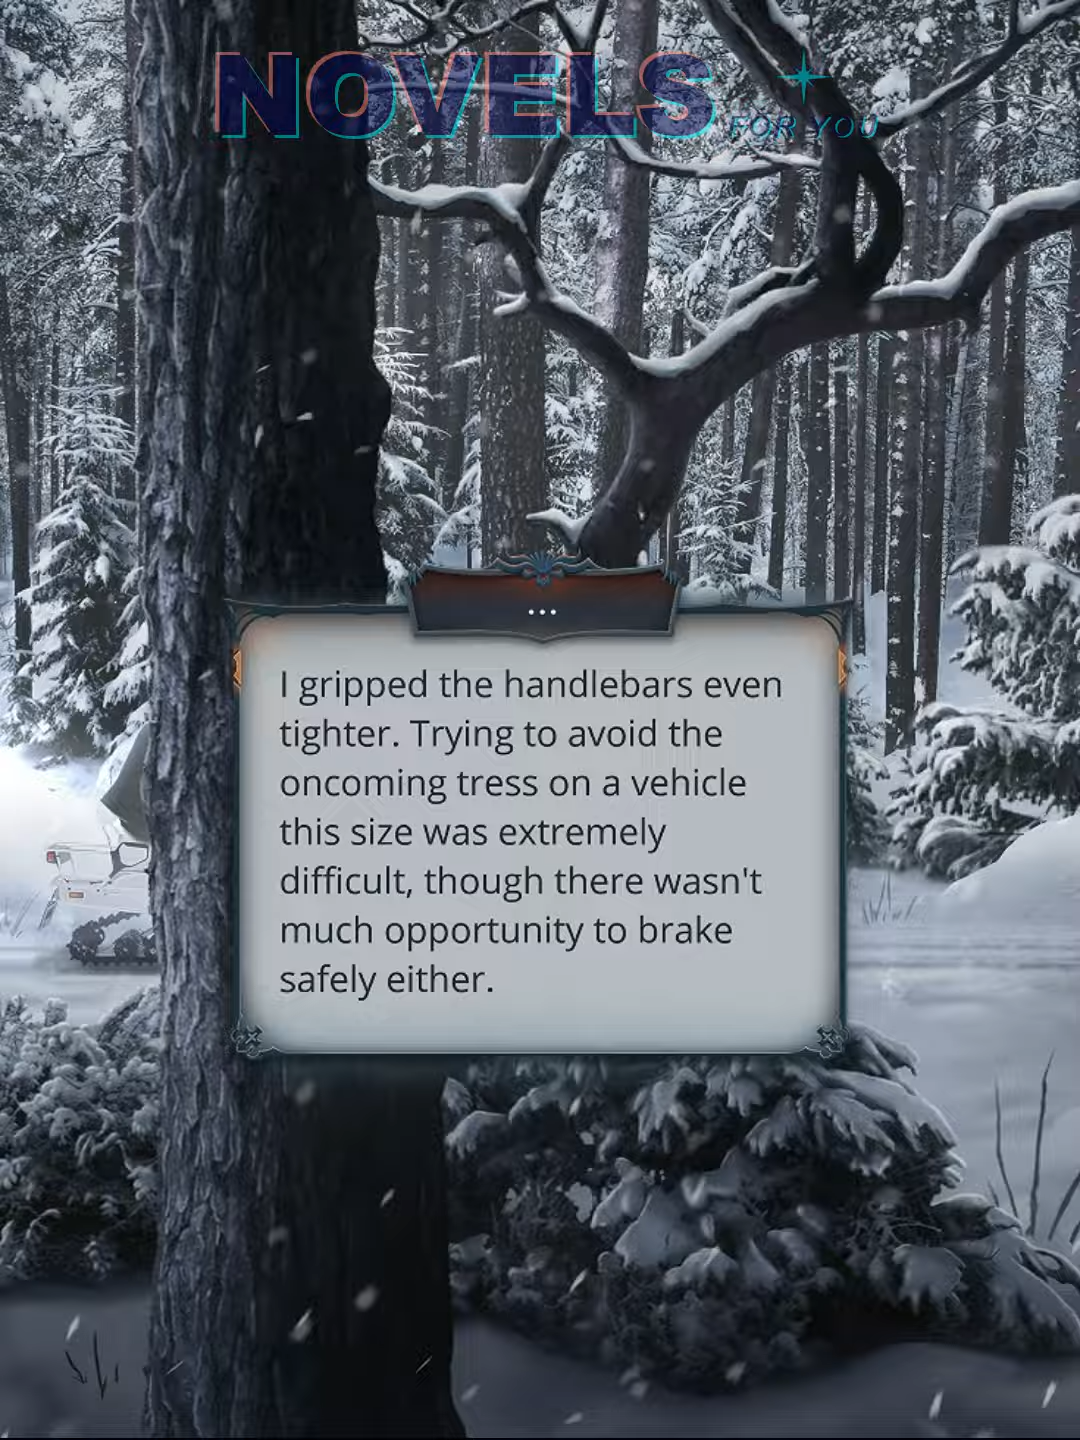 NOVELS
FOR YOU
...
I gripped the handlebars even
tighter. Trying to avoid the
oncoming tress on a vehicle
this size was extremely
difficult, though there wasn't
much opportunity to brake
safely either.